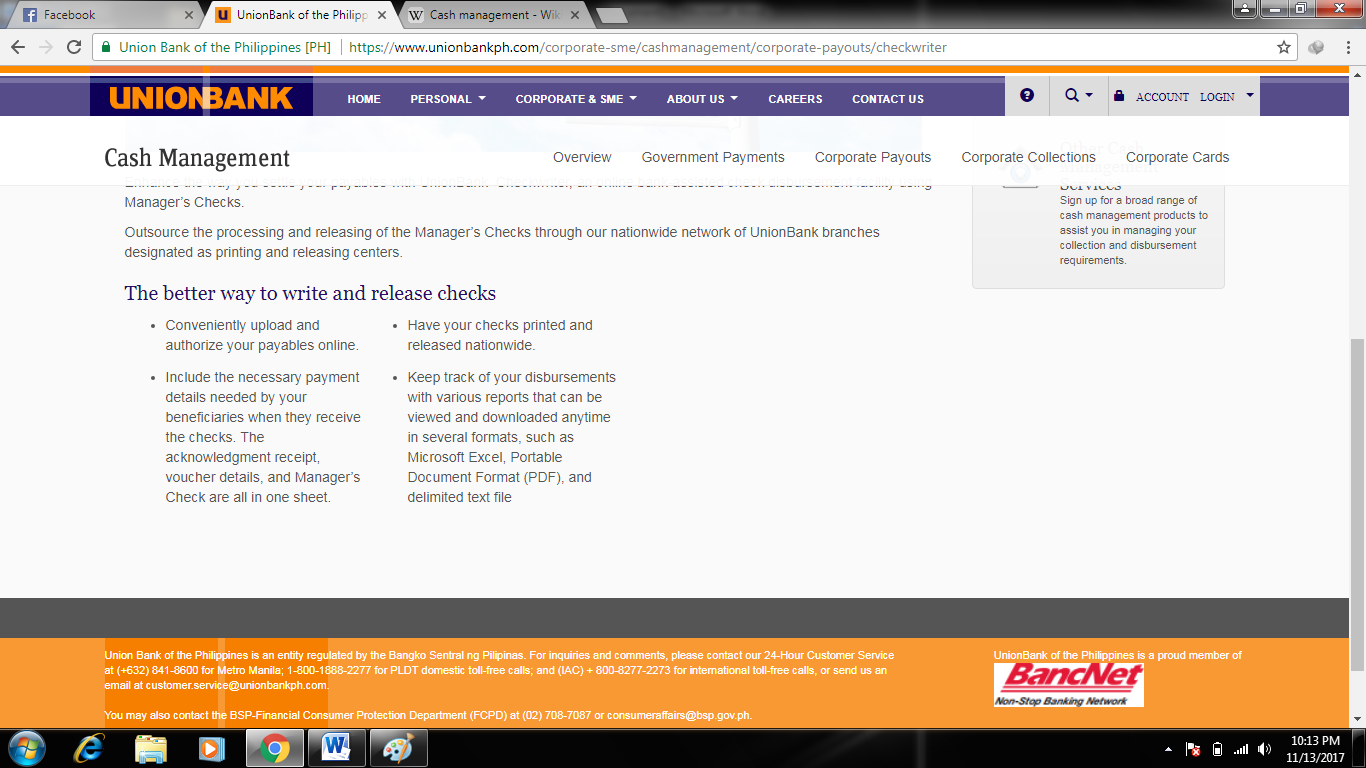 Facebook
UnionBank of the Philipp
Cash management - Wik
Union Bank of the Philippines [PH]
https://www.unionbankph.com/corporate-sme/cashmanagement/corporate-payouts/checkwriter
UNIONBANK
HOME PERSONAL CORPORATE & SME ABOUT US CAREERS CONTACT US
ACCOUNT LOGIN
Cash Management
Overview Government Payments Corporate Payouts Corporate Collections Corporate Cards
Manager’s Checks.
Outsource the processing and releasing of the Manager’s Checks through our nationwide network of UnionBank branches
designated as printing and releasing centers.
The better way to write and release checks
• Conveniently upload and
authorize your payables online.
• Include the necessary payment
details needed by your
beneficiaries when they receive
the checks. The
acknowledgment receipt,
voucher details, and Manager’s
Check are all in one sheet.
• Have your checks printed and
released nationwide.
• Keep track of your disbursements
with various reports that can be
viewed and downloaded anytime
in several formats, such as
Microsoft Excel, Portable
Document Format (PDF), and
delimited text file
Services
Sign up for a broad range of
cash management products to
assist you in managing your
collection and disbursement
requirements.
Union Bank of the Philippines is an entity regulated by the Bangko Sentral ng Pilipinas. For inquiries and comments, please contact our 24-Hour Customer Service
at (+632) 841-8600 for Metro Manila; 1-800-1888-2277 for PLDT domestic toll-free calls; and (IAC) + 800-8277-2273 for international toll-free calls, or send us an
email at customer.service@unionbankph.com.
You may also contact the BSP-Financial Consumer Protection Department (FCPD) at (02) 708-7087 or consumeraffairs@bsp.gov.ph.
UnionBank of the Philippines is a proud member of
BancNet
Non-Stop Banking Network
10:13 PM
11/13/2017